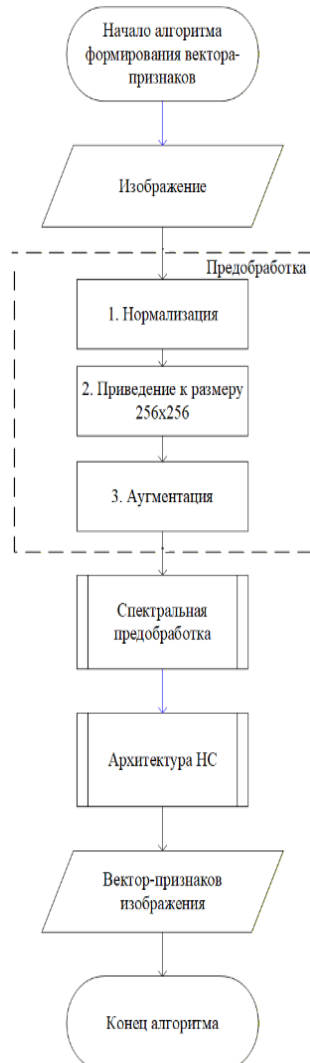 Начало алгоритма
формирования вектора-
признаков
Изображение
Предобработка
1. Нормализация
2. Приведение к размеру
256x256
3. Аугментация
Спектральная
предобработка
Архитектура НС
Вектор-признаков
изображения
Конец алгоритма